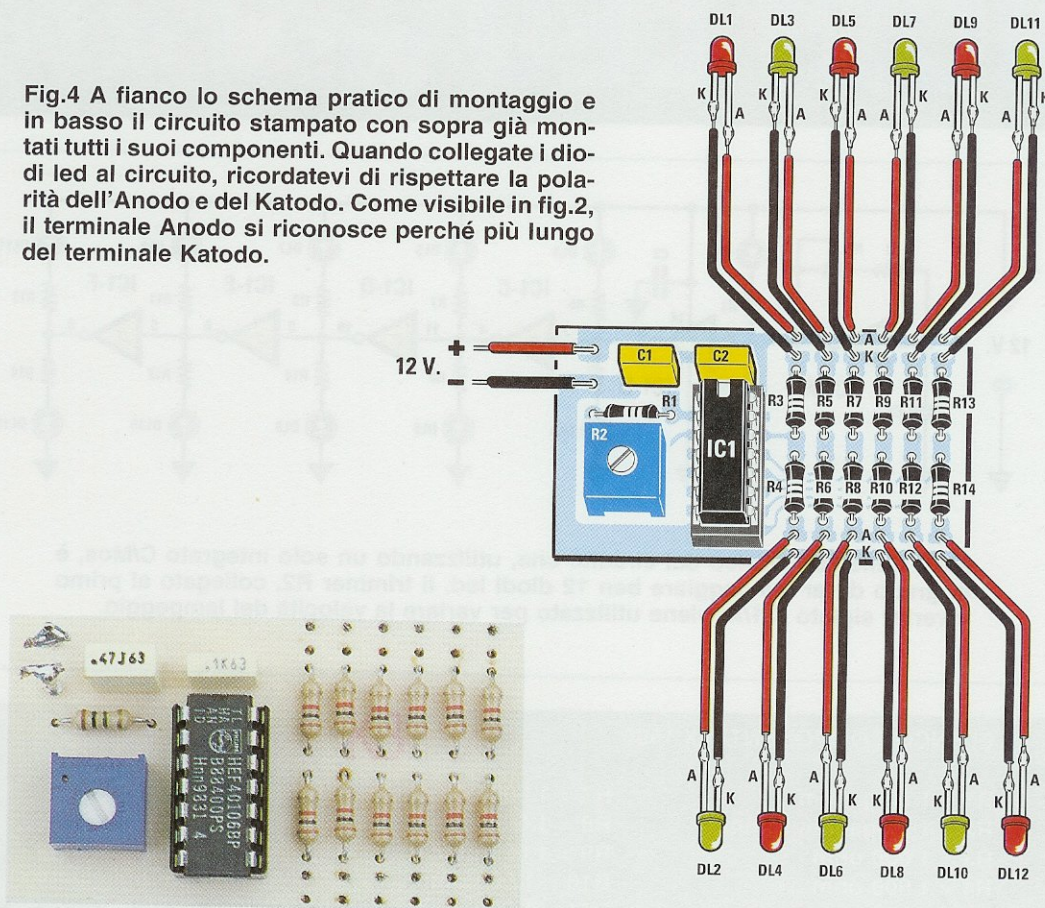 Fig.4 A fianco lo schema pratico di montaggio e
in basso il circuito stampato con sopra già mon-
tati tutti i suoi componenti. Quando collegate i dio-
di led al circuito, ricordatevi di rispettare la pola-
rità dell'Anodo e del Katodo. Come visibile in fig.2,
il terminale Anodo si riconosce perché più lungo
del terminale Katodo.
DL1 DL3 DL5 DL7 DL9 DL11
K A K A K A K A K A K
12 V. + -
C1 C2
A
K
R1
R2
IC1
R3 R5 R7 R9 R11 R13
R4 R6 R8 R10 R12 R14
A
K
A K A K A K A K A K A
DL2 DL4 DL6 DL8 DL10 DL12
.47J63 .1K63
HEF40106BP
B88400PS
Hnn9831 4